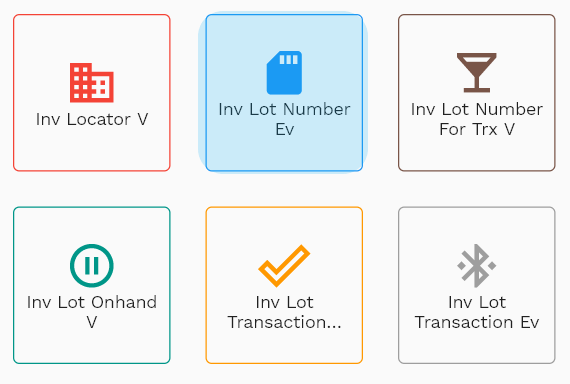 Inv Locator V
Inv Lot Number
Ev
Inv Lot Number
For Trx V
Inv Lot Onhand
V
Inv Lot
Transaction...
Inv Lot
Transaction Ev